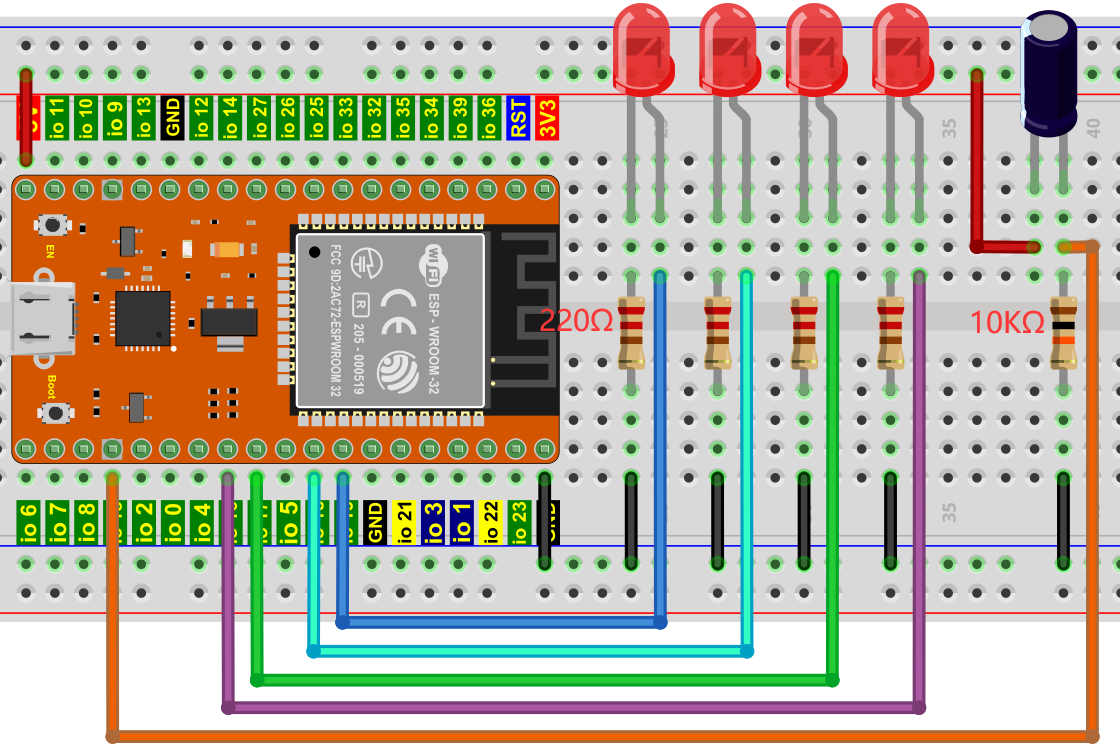 io 11
io 10
io 9
io 13
GND
io 12
io 14
io 27
io 26
io 25
io 33
io 32
io 35
io 34
io 39
io 36
RST
3V3
35
40
EN
Boot
FCC 9D:2AC72-ESPWROOM 32
R
205 - 000519
CE
WiFi
ESP - WROOM -32
220Ω
10KΩ
io 6
io 7
io 8
io 2
io 0
io 4
io 5
GND
io 21
io 3
io 1
io 22
io 23
35